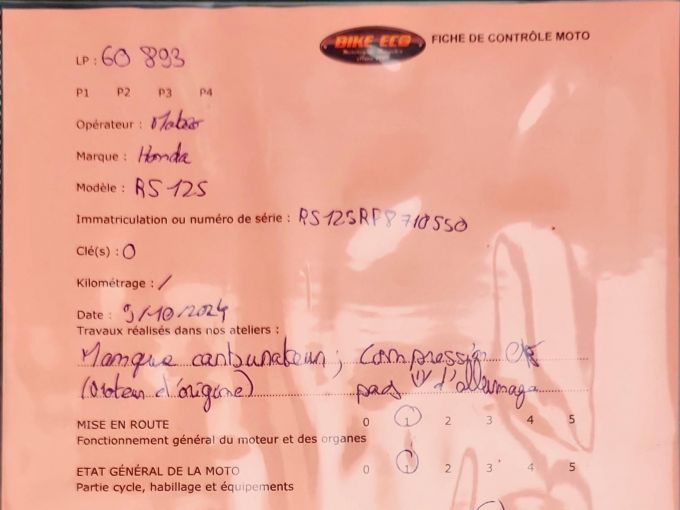 BIKE-ECO
FICHE DE CONTRÔLE MOTO
LP : 60 893
P1 P2 P3 P4
Opérateur : Mateo
Marque : Honda
Modèle : RS 125
Immatriculation ou numéro de série : RS125RF8710550
Clé(s) : 0
Kilométrage : /
Date : 9/10/2024
Travaux réalisés dans nos ateliers :
Manque carburateur, compression ok
(moteur d'origine) pas d'allumage
MISE EN ROUTE 0 1 2 3 4 5
Fonctionnement général du moteur et des organes
ETAT GÉNÉRAL DE LA MOTO 0 1 2 3 4 5
Partie cycle, habillage et équipements